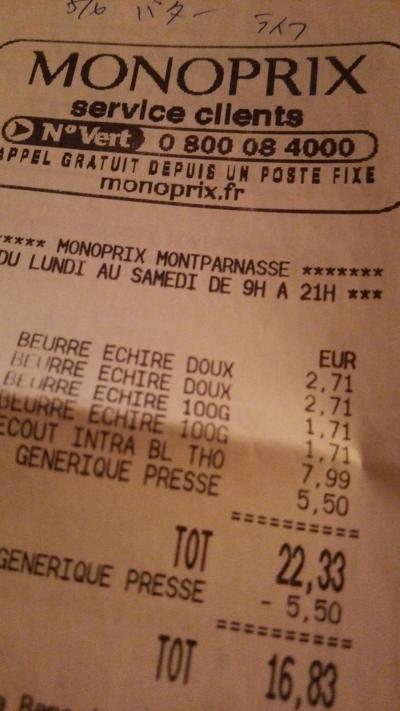 5/6 バター ライフ
MONOPRIX
service clients
N° Vert 0 800 08 4000
APPEL GRATUIT DEPUIS UN POSTE FIXE
monoprix.fr
***** MONOPRIX MONTPARNASSE *******
DU LUNDI AU SAMEDI DE 9H A 21H ***
EUR
BEURRE ECHIRE DOUX 2,71
BEURRE ECHIRE DOUX 2,71
BEURRE ECHIRE 100G 1,71
BEURRE ECHIRE 100G 1,71
ECOUT INTRA BL THO 7,99
GENERIQUE PRESSE 5,50
==========
TOT 22,33
GENERIQUE PRESSE - 5,50
===========
TOT 16,83